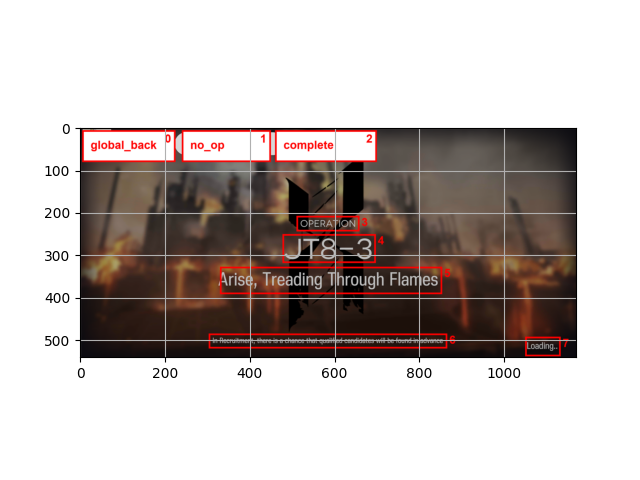 global_back 0 no_op 1 complete 2
OPERATION 3
JT8-3 4
Arise, Treading Through Flames 5
In Recruitment, there is a chance that qualified candidates will be found in advance 6
Loading.. 7
0
100
200
300
400
500
0 200 400 600 800 1000